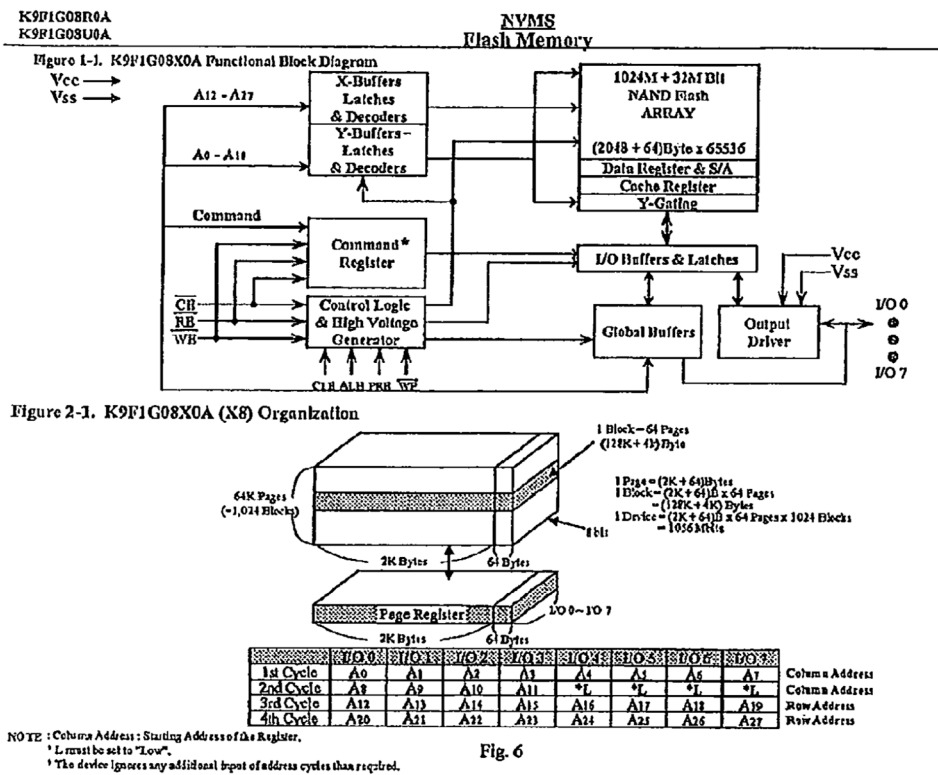 K9F1G08R0A
K9F1G08U0A
NVMS
Flash Memory
Figure 1-1. K9F1G08X0A Functional Block Diagram
Vcc
Vss
A12 - A27
X-Buffers
Latches
& Decoders
A0 - A10
Y-Buffers-
Latches
& Decoders
1024M + 32M Bit
NAND Flash
ARRAY
(2048 + 64)Byte x 65536
Data Register & S/A
Cache Register
Y-Gating
Command
Command*
Register
I/O Buffers & Latches
CE
RE
WE
Control Logic
& High Voltage
Generator
Global Buffers
Output
Driver
Vcc
Vss
I/O 0
I/O 7
CLE ALE PRE WP
Figure 2-1. K9F1G08X0A (X8) Organization
1 Block = 64 Pages
(128K + 4k) Byte
64K Pages
(=1,024 Blocks)
1 Page = (2K + 64)Bytes
1 Block = (2K + 64)B x 64 Pages
= (128K + 4K) Bytes
1 Device = (2K + 64)B x 64 Pages x 1024 Blocks
= 1056 Mbits
8 bit
2K Bytes
64 Bytes
Page Register
I/O 0 ~ I/O 7
2K Bytes
64 Bytes
I/O 0 I/O 1 I/O 2 I/O 3 I/O 4 I/O 5 I/O 6 I/O 7
1st Cycle A0 A1 A2 A3 A4 A5 A6 A7 Column Address
2nd Cycle A8 A9 A10 A11 *L *L *L *L Column Address
3rd Cycle A12 A13 A14 A15 A16 A17 A18 A19 Row Address
4th Cycle A20 A21 A22 A23 A24 A25 A26 A27 Row Address
NOTE : Column Address : Starting Address of the Register.
* L must be set to "Low".
* The device ignores any additional input of address cycles than required.
Fig. 6